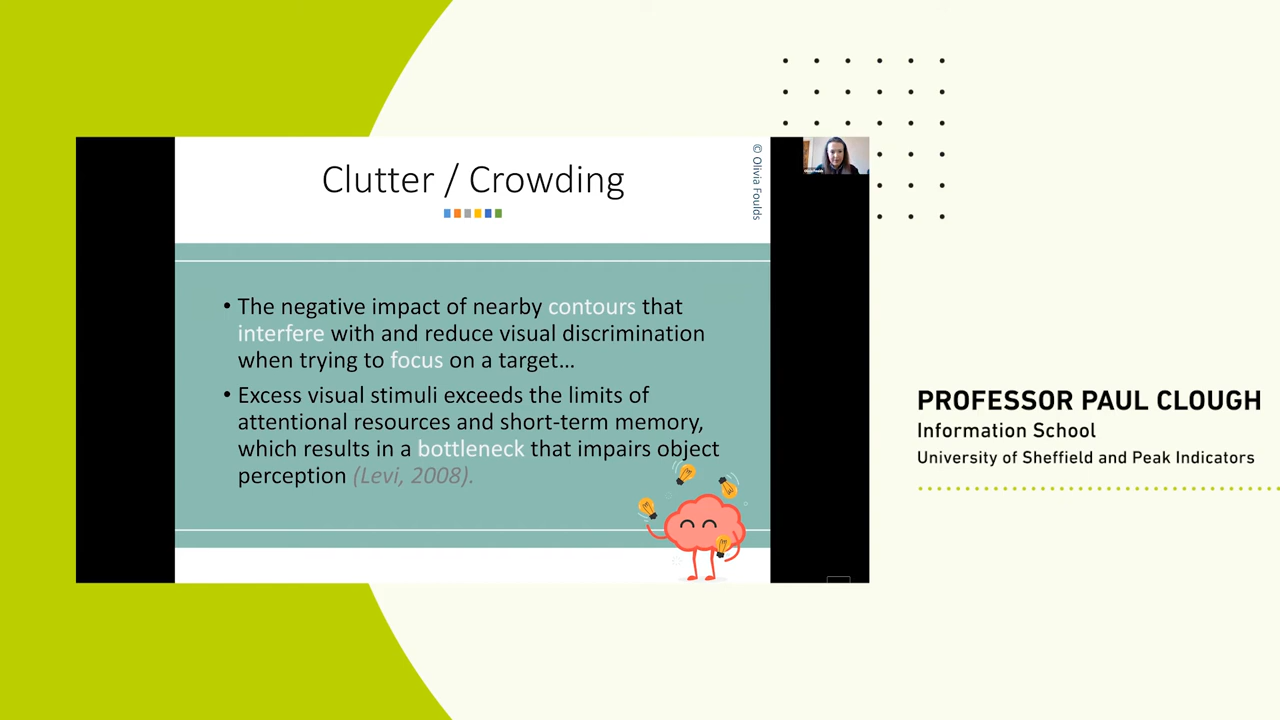 Clutter / Crowding
© Olivia Foulds
Olivia Foulds
• The negative impact of nearby contours that
interfere with and reduce visual discrimination
when trying to focus on a target…
• Excess visual stimuli exceeds the limits of
attentional resources and short-term memory,
which results in a bottleneck that impairs object
perception (Levi, 2008).
PROFESSOR PAUL CLOUGH
Information School
University of Sheffield and Peak Indicators